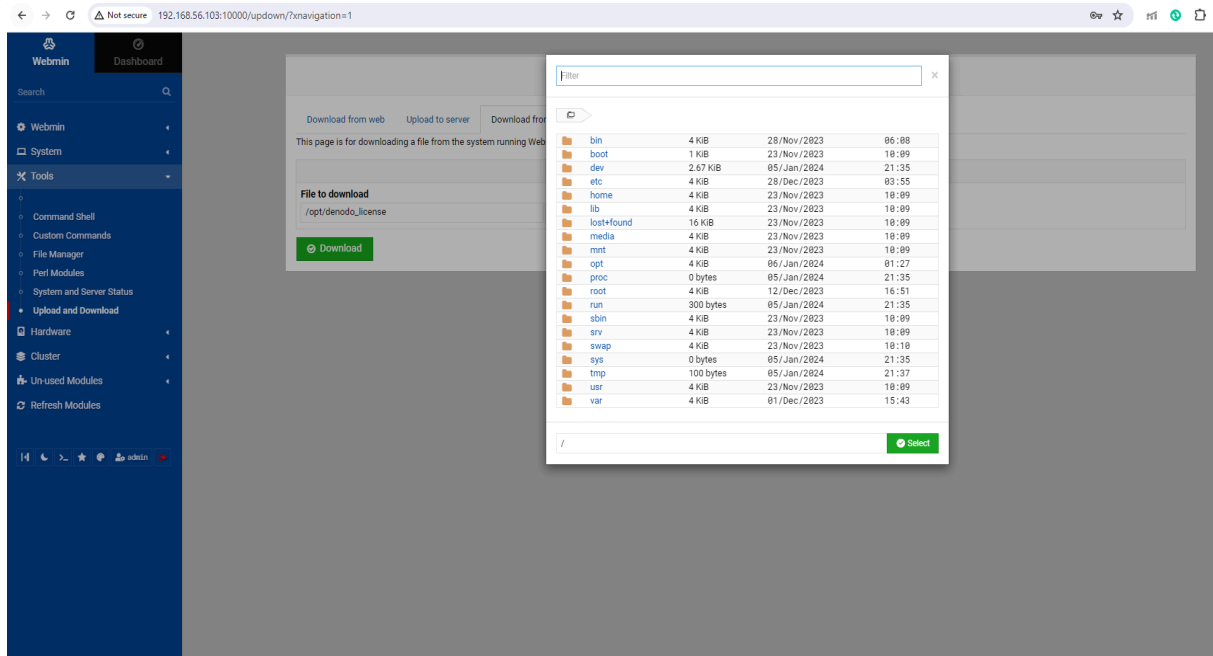 Not secure 192.168.56.103:10000/updown/?xnavigation=1
Webmin Dashboard
Search
Webmin
System
Tools
Command Shell
Custom Commands
File Manager
Perl Modules
System and Server Status
Upload and Download
Hardware
Cluster
Un-used Modules
Refresh Modules
admin
Download from web Upload to server Download fro
This page is for downloading a file from the system running Web
File to download
/opt/denodo_license
Download
Filter
bin 4 KiB 28/Nov/2023 06:08
boot 1 KiB 23/Nov/2023 10:09
dev 2.67 KiB 05/Jan/2024 21:35
etc 4 KiB 28/Dec/2023 03:55
home 4 KiB 23/Nov/2023 10:09
lib 4 KiB 23/Nov/2023 10:09
lost+found 16 KiB 23/Nov/2023 10:09
media 4 KiB 23/Nov/2023 10:09
mnt 4 KiB 23/Nov/2023 10:09
opt 4 KiB 06/Jan/2024 01:27
proc 0 bytes 05/Jan/2024 21:35
root 4 KiB 12/Dec/2023 16:51
run 300 bytes 05/Jan/2024 21:35
sbin 4 KiB 23/Nov/2023 10:09
srv 4 KiB 23/Nov/2023 10:09
swap 4 KiB 23/Nov/2023 10:10
sys 0 bytes 05/Jan/2024 21:35
tmp 100 bytes 05/Jan/2024 21:37
usr 4 KiB 23/Nov/2023 10:09
var 4 KiB 01/Dec/2023 15:43
/
Select